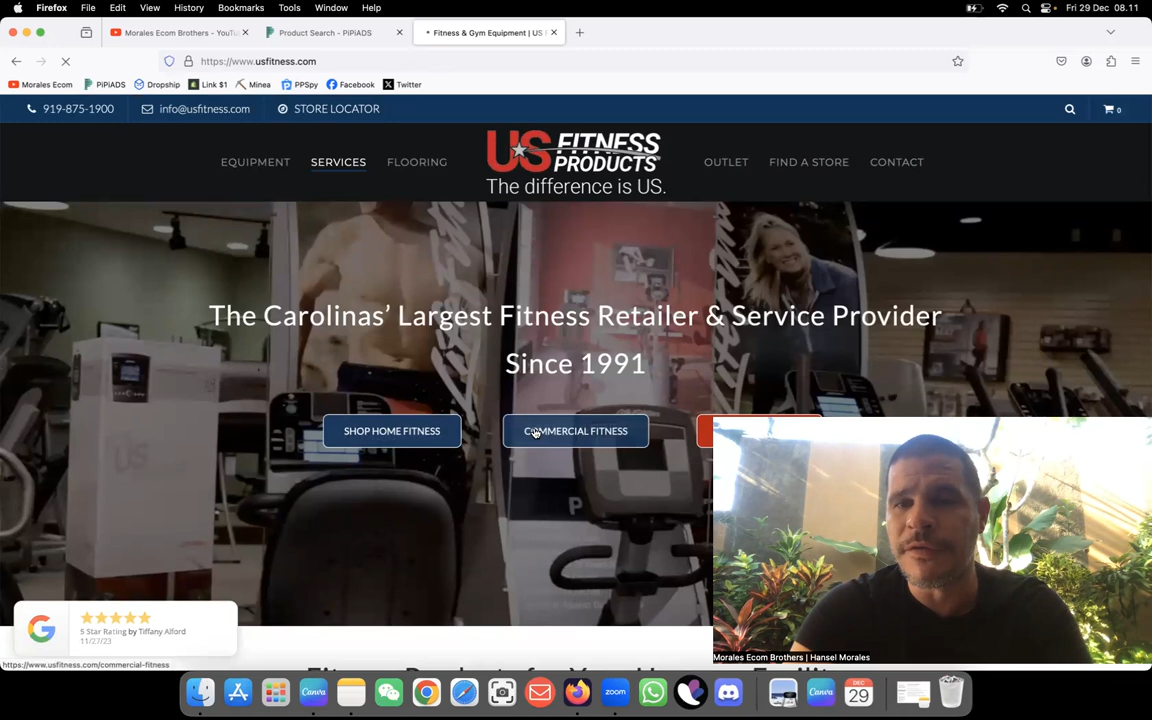 Firefox File Edit View History Bookmarks Tools Window Help Fri 29 Dec 08.11
Morales Ecom Brothers - YouTu Product Search - PiPiADS Fitness & Gym Equipment | US
https://www.usfitness.com
Morales Ecom PiPiADS Dropship Link $1 Minea PPSpy Facebook Twitter
919-875-1900 info@usfitness.com STORE LOCATOR 0
EQUIPMENT SERVICES FLOORING US FITNESS PRODUCTS OUTLET FIND A STORE CONTACT
The difference is US.
The Carolinas' Largest Fitness Retailer & Service Provider
Since 1991
SHOP HOME FITNESS COMMERCIAL FITNESS
5 Star Rating by Tiffany Alford
11/27/23
https://www.usfitness.com/commercial-fitness
Morales Ecom Brothers | Hansel Morales
Canva zoom Canva DEC 29